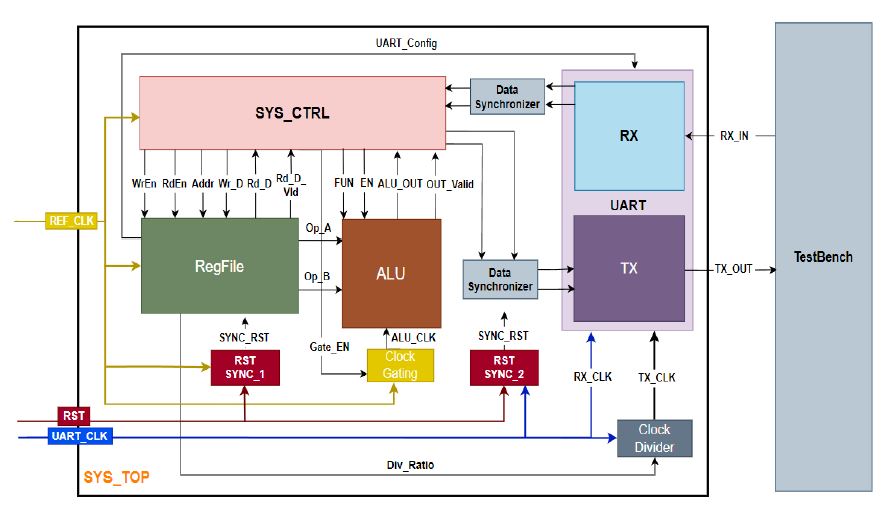 UART_Config
Data
Synchronizer
SYS_CTRL
RX
RX_IN
WrEn
RdEn
Addr
Wr_D
Rd_D
Rd_D_
Vld
FUN
EN
ALU_OUT
OUT_Valid
UART
REF_CLK
Op_A
RegFile
ALU
TX
TX_OUT
TestBench
Op_B
Data
Synchronizer
SYNC_RST
Gate_EN
ALU_CLK
SYNC_RST
RST
SYNC_1
Clock
Gating
RST
SYNC_2
RX_CLK
TX_CLK
RST
UART_CLK
Clock
Divider
Div_Ratio
SYS_TOP